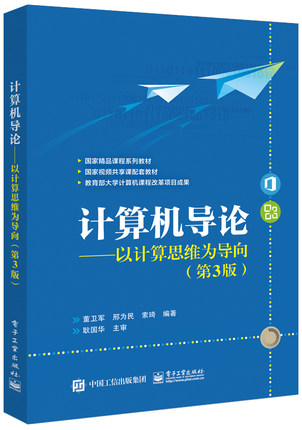 国家精品课程系列教材
国家视频共享课配套教材
教育部大学计算机课程改革项目成果
计算机导论
——以计算思维为导向
(第3版)
董卫军 邢为民 索琦 编著
耿国华 主审
中国工信出版集团
电子工业出版社
计算机导论——以计算思维为导向(第3版)
电子工业出版社